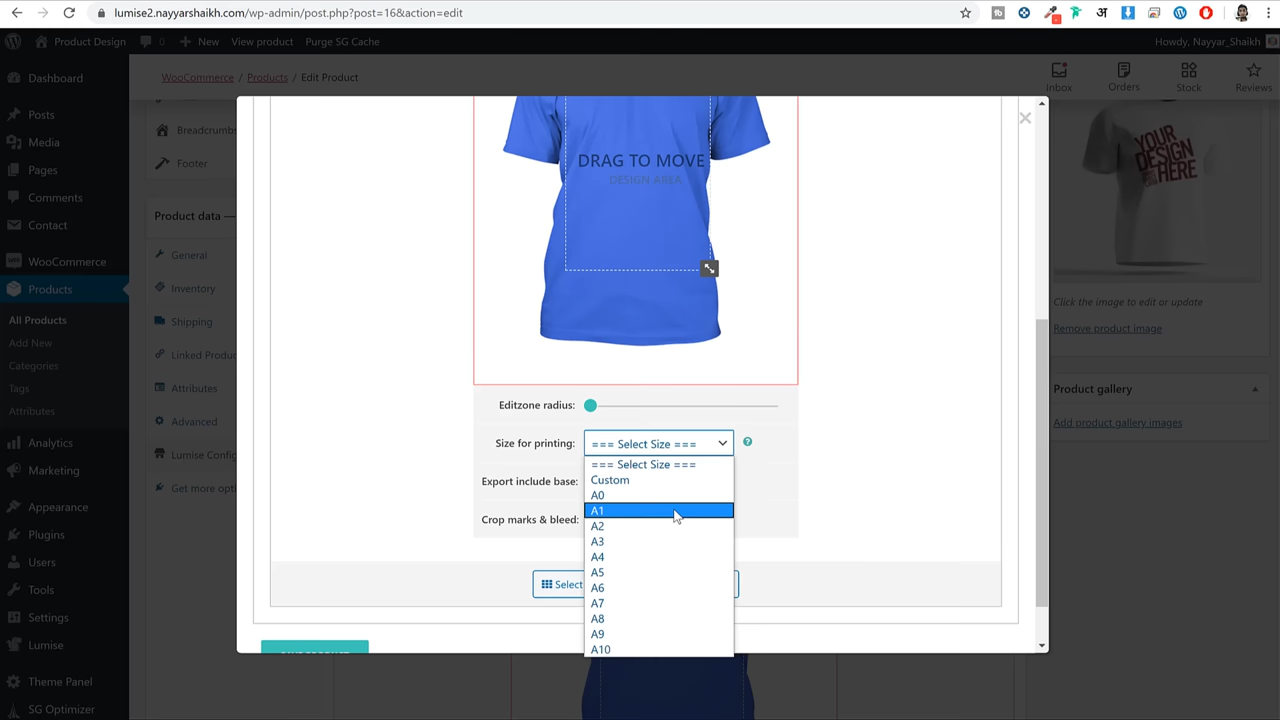 lumise2.nayyarshaikh.com/wp-admin/post.php?post=16&action=edit
Product Design
0
New
View product
Purge SG Cache
Howdy, Nayyar_Shaikh
Dashboard
Posts
Media
Pages
Comments
Contact
WooCommerce
Products
All Products
Add New
Categories
Tags
Attributes
Analytics
Marketing
Appearance
Plugins
Users
Tools
Settings
Lumise
Theme Panel
SG Optimizer
WooCommerce / Products / Edit Product
Inbox
Orders
Stock
Reviews
Breadcrumbs
Footer
Product data —
General
Inventory
Shipping
Linked Produ
Attributes
Advanced
Lumise Config
Get more opti
DRAG TO MOVE
DESIGN AREA
Editzone radius:
Size for printing:
=== Select Size ===
=== Select Size ===
Custom
A0
A1
A2
A3
A4
A5
A6
A7
A8
A9
A10
Export include base:
Crop marks & bleed:
Select
YOUR
DESIGN
HERE
Click the image to edit or update
Remove product image
Product gallery
Add product gallery images